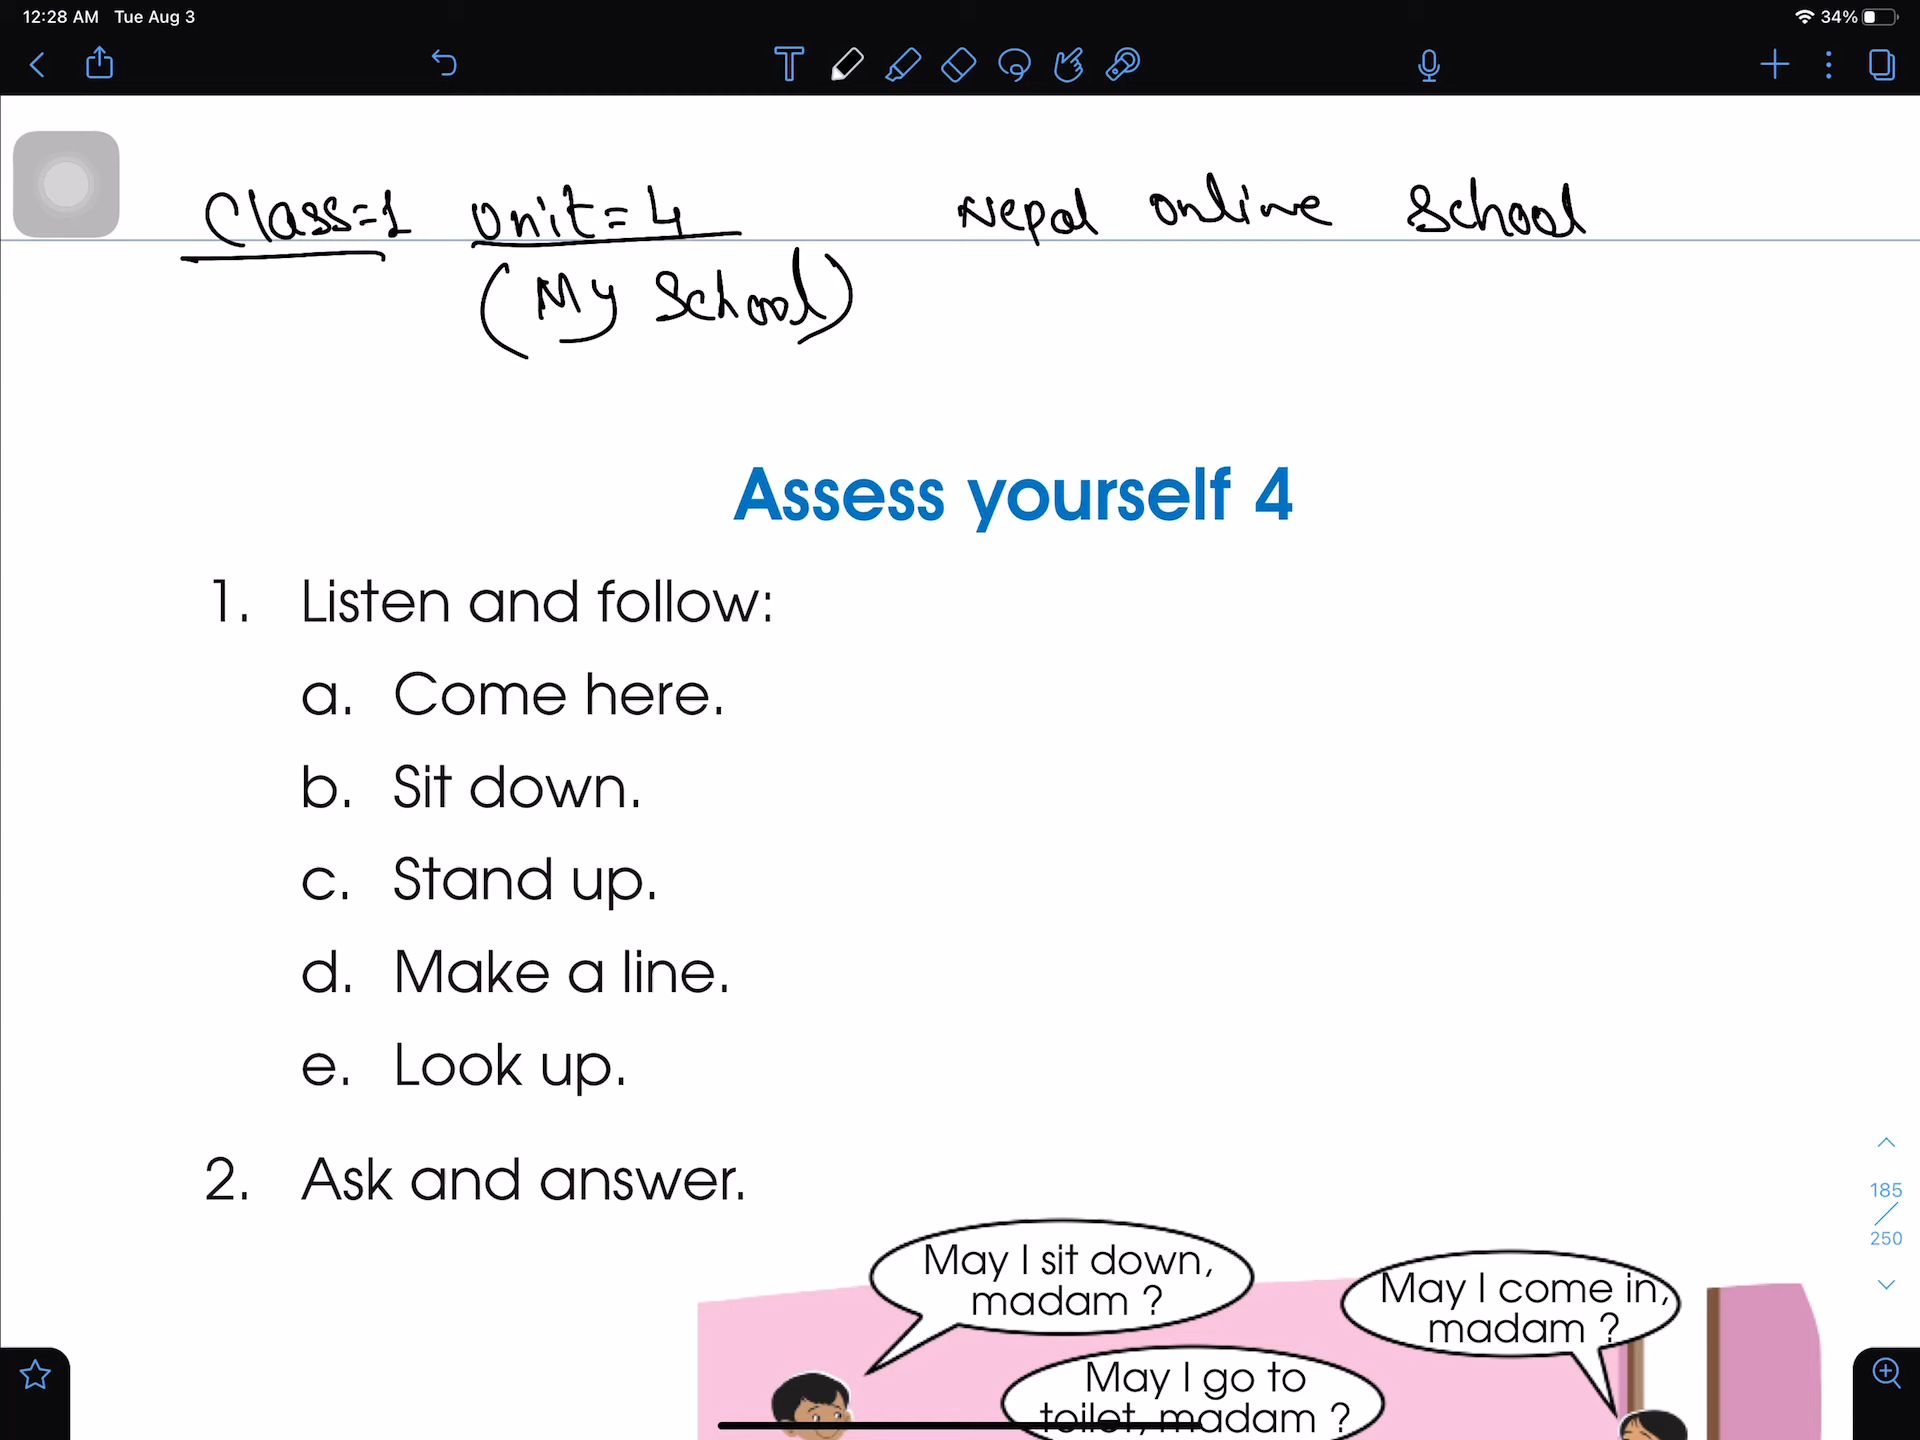 12:28 AM Tue Aug 3
34%
Class=1 Unit=4 Nepal online School
(My School)
Assess yourself 4
1. Listen and follow:
a. Come here.
b. Sit down.
c. Stand up.
d. Make a line.
e. Look up.
2. Ask and answer.
May I sit down,
madam ?
May I come in,
madam ?
May I go to
toilet, madam ?
185
250